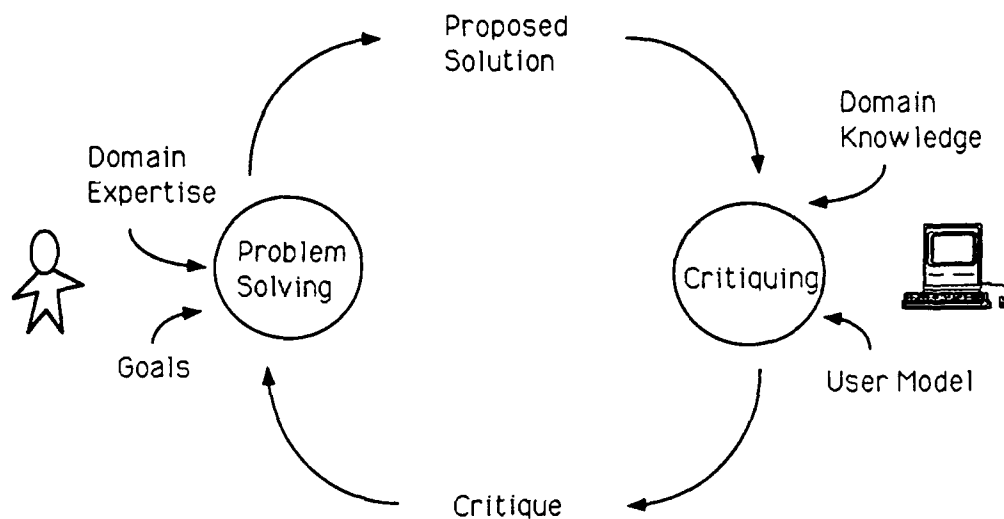 Proposed
Solution
Domain
Knowledge
Domain
Expertise
Problem
Solving
Critiquing
Goals
User Model
Critique